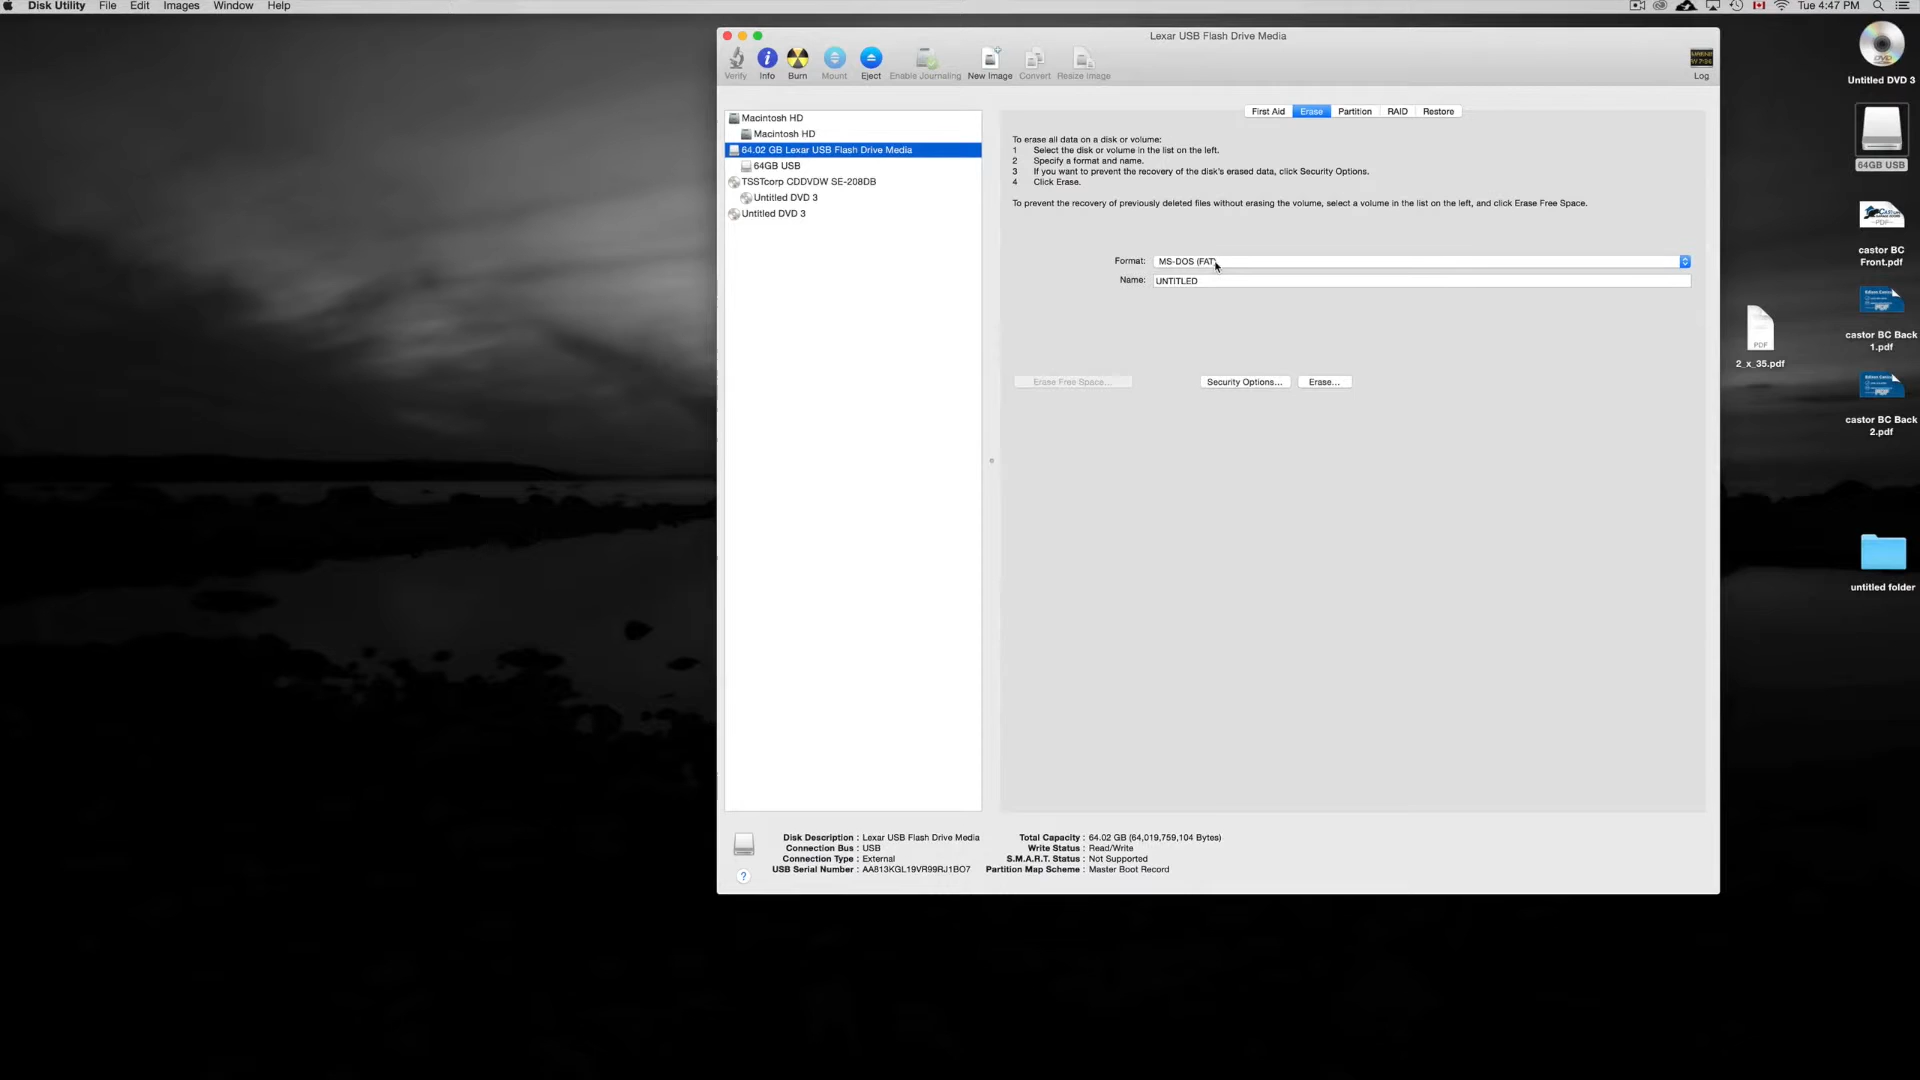 Disk Utility File Edit Images Window Help
Tue 4:47 PM
Lexar USB Flash Drive Media
Verify Info Burn Mount Eject Enable Journaling New Image Convert Resize Image Log
Macintosh HD
Macintosh HD
64.02 GB Lexar USB Flash Drive Media
64GB USB
TSSTcorp CDDVDW SE-208DB
Untitled DVD 3
Untitled DVD 3
First Aid Erase Partition RAID Restore
To erase all data on a disk or volume:
1 Select the disk or volume in the list on the left.
2 Specify a format and name.
3 If you want to prevent the recovery of the disk's erased data, click Security Options.
4 Click Erase.
To prevent the recovery of previously deleted files without erasing the volume, select a volume in the list on the left, and click Erase Free Space.
Format: MS-DOS (FAT)
Name: UNTITLED
Erase Free Space... Security Options... Erase...
Disk Description : Lexar USB Flash Drive Media
Connection Bus : USB
Connection Type : External
USB Serial Number : AA813KGL19VR99RJ1BO7
Total Capacity : 64.02 GB (64,019,759,104 Bytes)
Write Status : Read/Write
S.M.A.R.T. Status : Not Supported
Partition Map Scheme : Master Boot Record
?
DVD
Untitled DVD 3
64GB USB
PDF
castor BC
Front.pdf
PDF
castor BC Back
1.pdf
PDF
2_x_35.pdf
PDF
castor BC Back
2.pdf
untitled folder